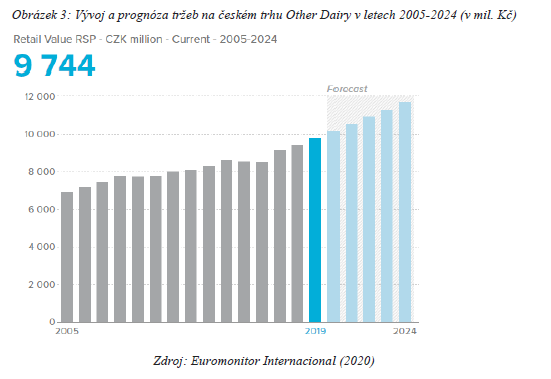 Obrázek 3: Vývoj a prognóza tržeb na českém trhu Other Dairy v letech 2005-2024 (v mil. Kč)
Retail Value RSP - CZK million - Current - 2005-2024
9 744
Forecast
12 000
10 000
8 000
6 000
4 000
2 000
0
2005 2019 2024
Zdroj: Euromonitor Internacional (2020)